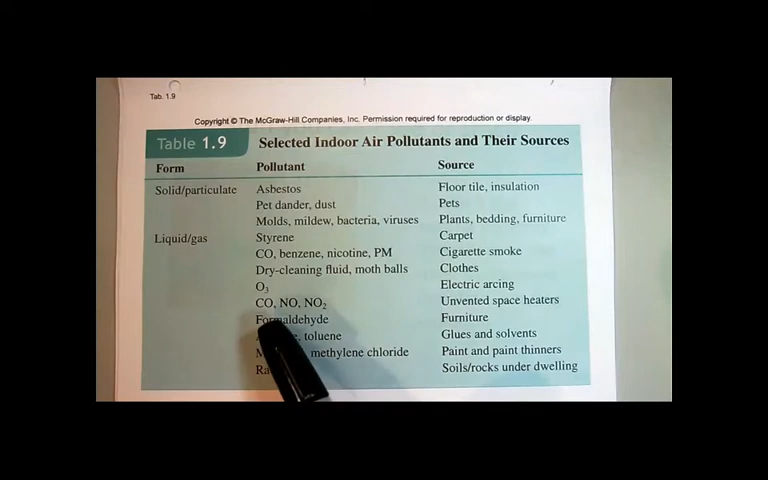 Tab. 1.9
Copyright © The McGraw-Hill Companies, Inc. Permission required for reproduction or display.
Table 1.9 Selected Indoor Air Pollutants and Their Sources
Form Pollutant Source
Solid/particulate Asbestos Floor tile, insulation
Pet dander, dust Pets
Molds, mildew, bacteria, viruses Plants, bedding, furniture
Liquid/gas Styrene Carpet
CO, benzene, nicotine, PM Cigarette smoke
Dry-cleaning fluid, moth balls Clothes
O3 Electric arcing
CO, NO, NO2 Unvented space heaters
Formaldehyde Furniture
toluene Glues and solvents
methylene chloride Paint and paint thinners
Soils/rocks under dwelling